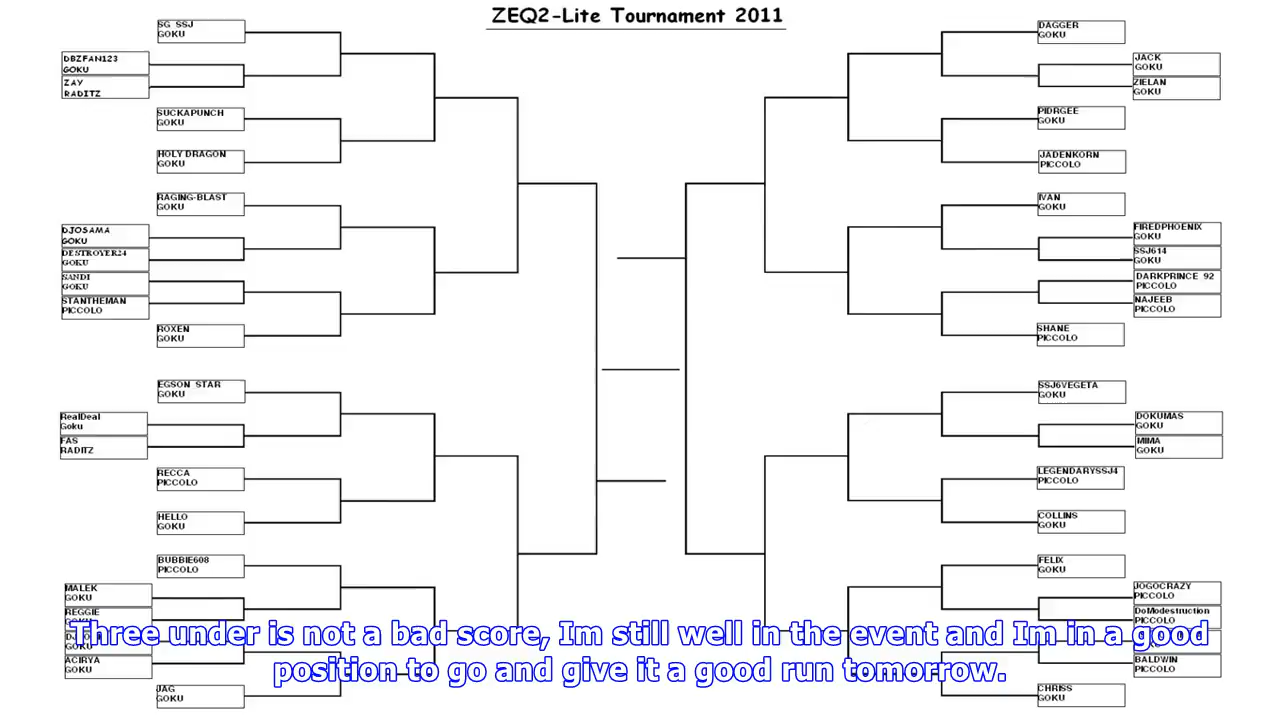 ZEQ2-Lite Tournament 2011
SG SSJ
GOKU
DBZFAN123
GOKU
ZAY
RADITZ
SUCKAPUNCH
GOKU
HOLY DRAGON
GOKU
RAGING-BLAST
GOKU
DJOSAMA
GOKU
DESTROYER24
GOKU
SANDI
GOKU
STANTHEMAN
PICCOLO
ROXEN
GOKU
EGSON STAR
GOKU
RealDeal
Goku
FAS
RADITZ
RECCA
PICCOLO
HELLO
GOKU
BUBBIE608
PICCOLO
MALEK
GOKU
REGGIE
ACIRYA
GOKU
JAG
GOKU
DAGGER
GOKU
JACK
GOKU
ZIELAN
GOKU
PIDRGEE
GOKU
JADENKORN
PICCOLO
IVAN
GOKU
FIREDPHOENIX
GOKU
SSJ614
GOKU
DARKPRINCE 92
PICCOLO
NAJEEB
PICCOLO
SHANE
PICCOLO
SSJ6VEGETA
GOKU
DOKUMAS
GOKU
MIMA
GOKU
LEGENDARYSSJ4
PICCOLO
COLLINS
GOKU
FELIX
GOKU
JOGOCRAZY
PICCOLO
DoModestruction
BALDWIN
PICCOLO
CHRISS
GOKU
Three under is not a bad score, Im still well in the event and Im in a good
position to go and give it a good run tomorrow.